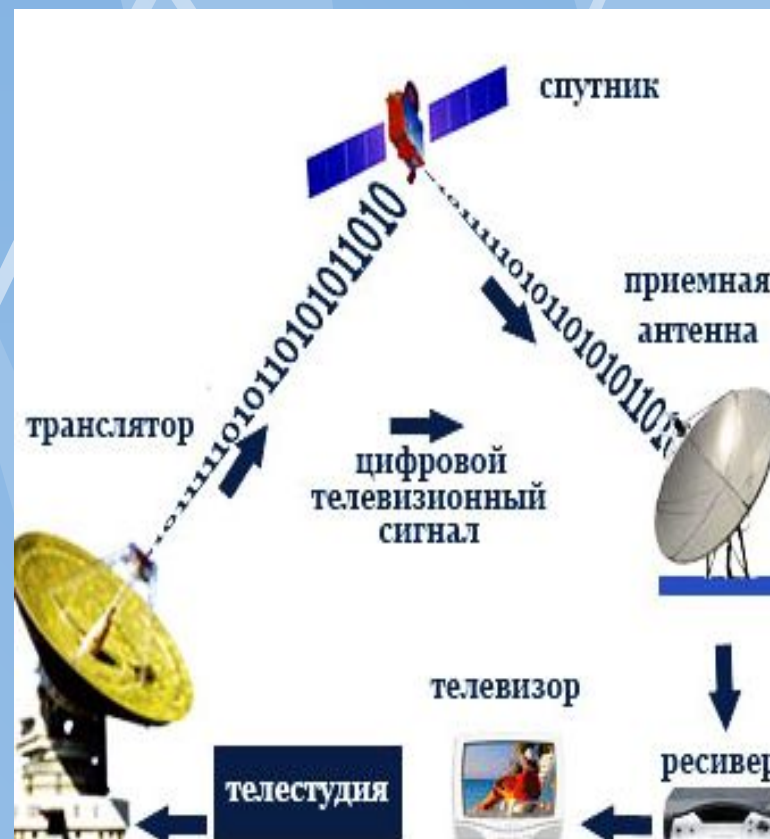 спутник
приемная
антенна
транслятор
цифровой
телевизионный
сигнал
телевизор
ресивер
телестудия